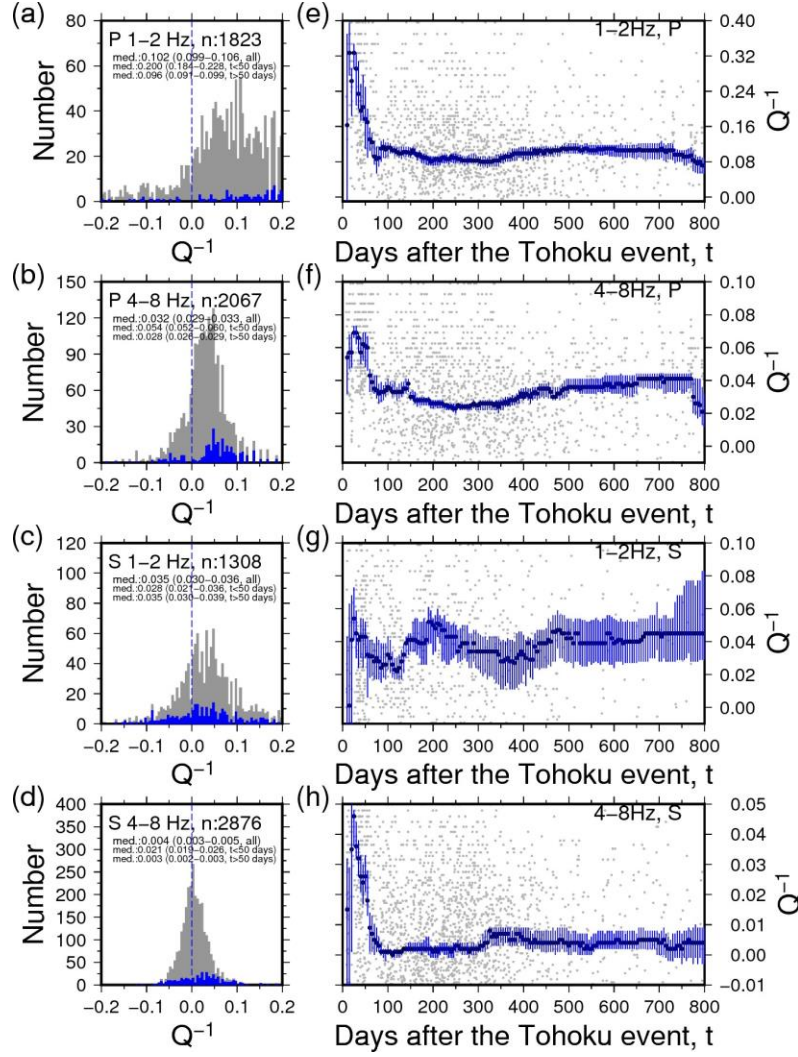 (a)
P 1−2 Hz, n:1823
med.:0.102 (0.099−0.106, all)
med.:0.200 (0.184−0.228, t<50 days)
med.:0.096 (0.091−0.099, t>50 days)
80
60
40
20
0
Number
−0.2 −0.1 0.0 0.1 0.2
Q−1
(e)
1−2Hz, P
0.40
0.32
0.24
0.16
0.08
0.00
Q−1
0 100 200 300 400 500 600 700 800
Days after the Tohoku event, t
(b)
P 4−8 Hz, n:2067
med.:0.032 (0.029−0.033, all)
med.:0.054 (0.052−0.060, t<50 days)
med.:0.028 (0.026−0.029, t>50 days)
150
120
90
60
30
0
Number
−0.2 −0.1 0.0 0.1 0.2
Q−1
(f)
4−8Hz, P
0.10
0.08
0.06
0.04
0.02
0.00
Q−1
0 100 200 300 400 500 600 700 800
Days after the Tohoku event, t
(c)
S 1−2 Hz, n:1308
med.:0.035 (0.030−0.036, all)
med.:0.028 (0.021−0.036, t<50 days)
med.:0.035 (0.030−0.039, t>50 days)
120
100
80
60
40
20
0
Number
−0.2 −0.1 0.0 0.1 0.2
Q−1
(g)
1−2Hz, S
0.10
0.08
0.06
0.04
0.02
0.00
Q−1
0 100 200 300 400 500 600 700 800
Days after the Tohoku event, t
(d)
S 4−8 Hz, n:2876
med.:0.004 (0.003−0.005, all)
med.:0.021 (0.019−0.026, t<50 days)
med.:0.003 (0.002−0.003, t>50 days)
400
350
300
250
200
150
100
50
0
Number
−0.2 −0.1 0.0 0.1 0.2
Q−1
(h)
4−8Hz, S
0.05
0.04
0.03
0.02
0.01
0.00
−0.01
Q−1
0 100 200 300 400 500 600 700 800
Days after the Tohoku event, t